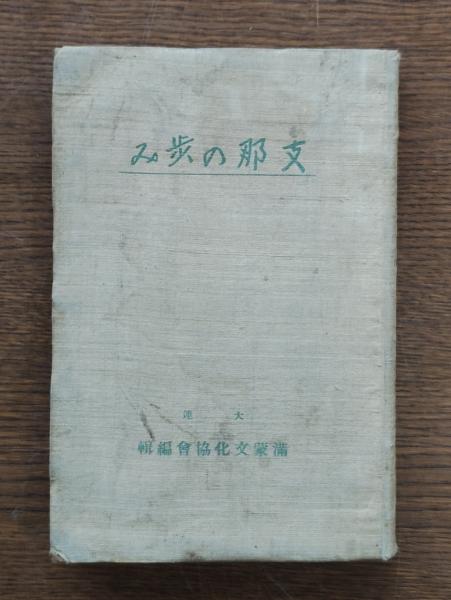 支那の歩み
大連
滿蒙文化協會編輯